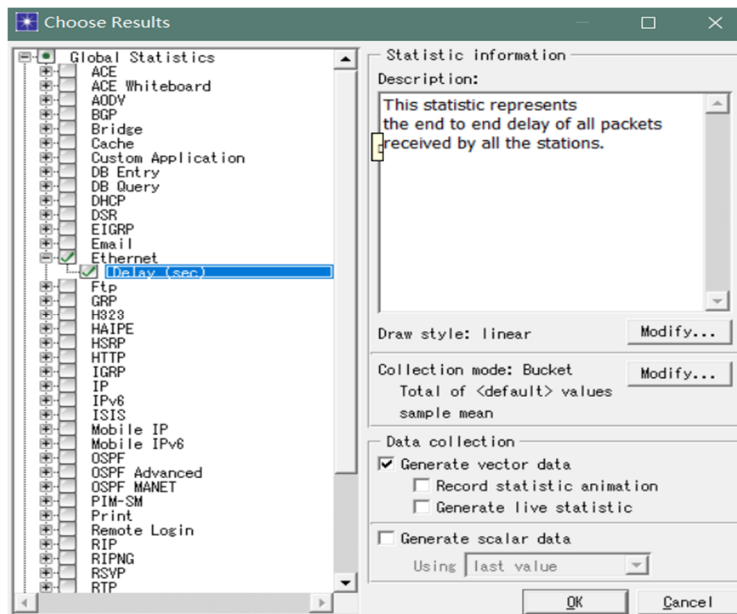 Choose Results
Global Statistics
ACE
ACE Whiteboard
AODV
BGP
Bridge
Cache
Custom Application
DB Entry
DB Query
DHCP
DSR
EIGRP
Email
Ethernet
Delay (sec)
Ftp
GRP
H323
HAIPE
HSRP
HTTP
IGRP
IP
IPv6
ISIS
Mobile IP
Mobile IPv6
OSPF
OSPF Advanced
OSPF MANET
PIM-SM
Print
Remote Login
RIP
RIPNG
RSVP
RTP
Statistic information
Description:
This statistic represents
the end to end delay of all packets
received by all the stations.
Draw style: linear
Modify...
Collection mode: Bucket
Modify...
Total of <default> values
sample mean
Data collection
Generate vector data
Record statistic animation
Generate live statistic
Generate scalar data
Using last value
OK
Cancel